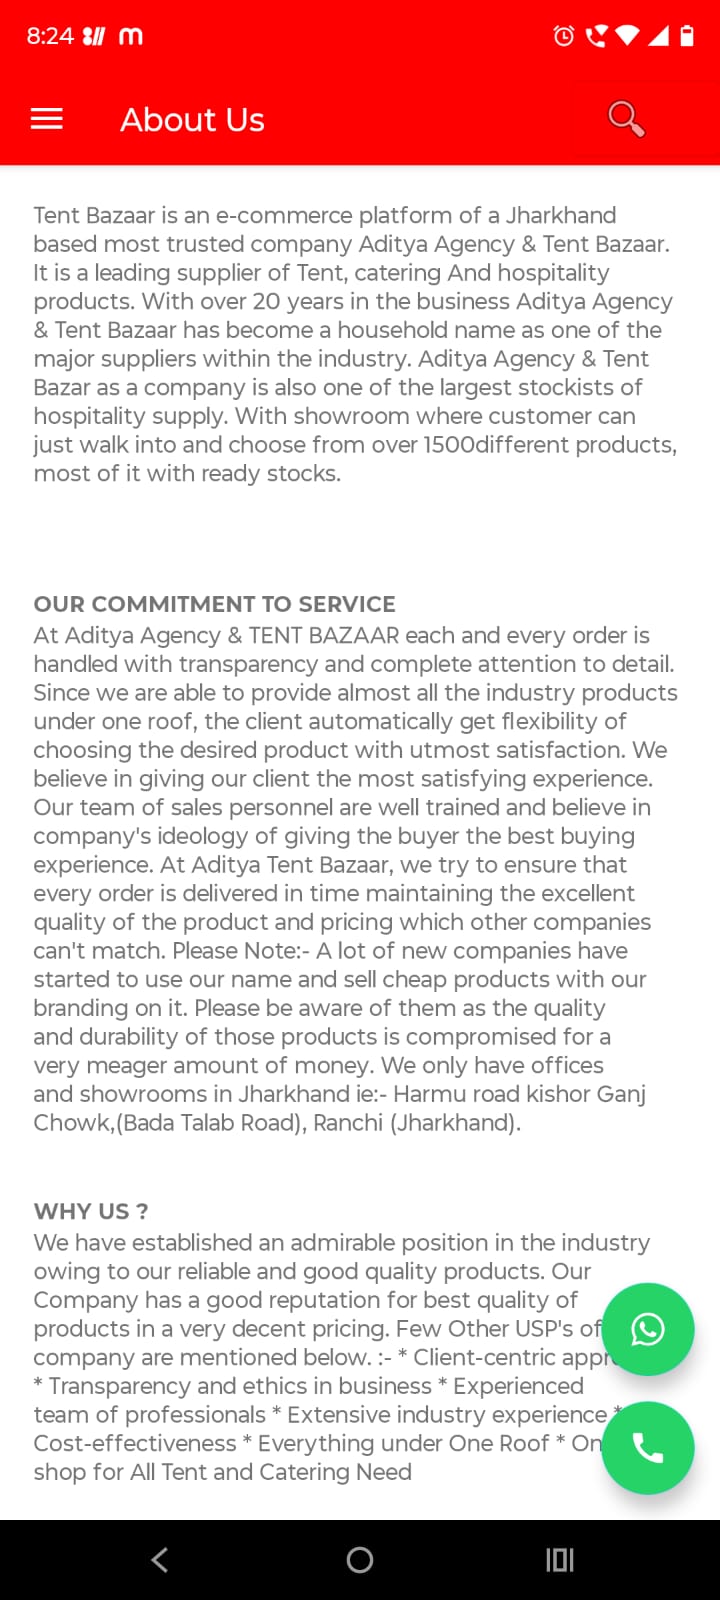 8:24
About Us
Tent Bazaar is an e-commerce platform of a Jharkhand
based most trusted company Aditya Agency & Tent Bazaar.
It is a leading supplier of Tent, catering And hospitality
products. With over 20 years in the business Aditya Agency
& Tent Bazaar has become a household name as one of the
major suppliers within the industry. Aditya Agency & Tent
Bazar as a company is also one of the largest stockists of
hospitality supply. With showroom where customer can
just walk into and choose from over 1500different products,
most of it with ready stocks.
OUR COMMITMENT TO SERVICE
At Aditya Agency & TENT BAZAAR each and every order is
handled with transparency and complete attention to detail.
Since we are able to provide almost all the industry products
under one roof, the client automatically get flexibility of
choosing the desired product with utmost satisfaction. We
believe in giving our client the most satisfying experience.
Our team of sales personnel are well trained and believe in
company's ideology of giving the buyer the best buying
experience. At Aditya Tent Bazaar, we try to ensure that
every order is delivered in time maintaining the excellent
quality of the product and pricing which other companies
can't match. Please Note:- A lot of new companies have
started to use our name and sell cheap products with our
branding on it. Please be aware of them as the quality
and durability of those products is compromised for a
very meager amount of money. We only have offices
and showrooms in Jharkhand ie:- Harmu road kishor Ganj
Chowk,(Bada Talab Road), Ranchi (Jharkhand).
WHY US ?
We have established an admirable position in the industry
owing to our reliable and good quality products. Our
Company has a good reputation for best quality of
products in a very decent pricing. Few Other USP's of
company are mentioned below. :- * Client-centric
* Transparency and ethics in business * Experienced
team of professionals * Extensive industry experience *
Cost-effectiveness * Everything under One Roof *
shop for All Tent and Catering Need